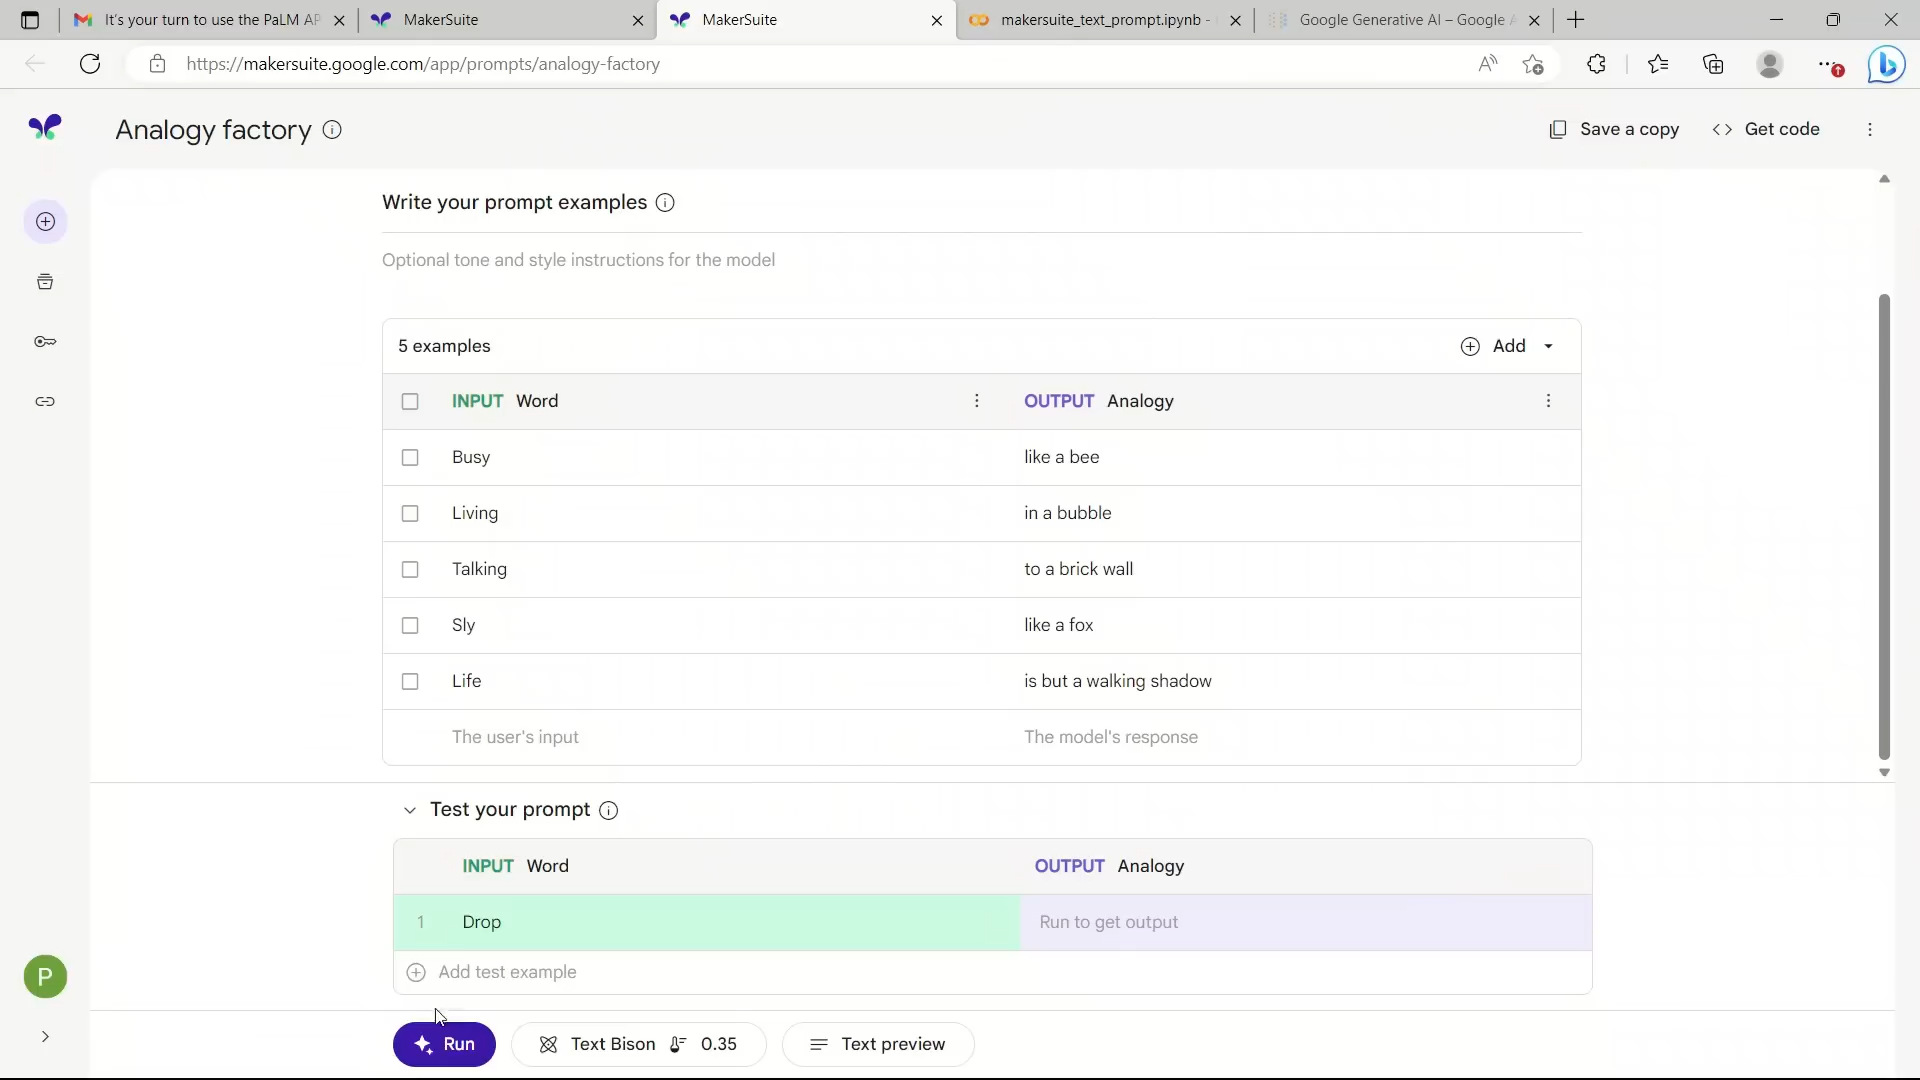 It's your turn to use the PaLM AP
MakerSuite
MakerSuite
makersuite_text_prompt.ipynb -
Google Generative AI – Google A
https://makersuite.google.com/app/prompts/analogy-factory
Analogy factory
Save a copy
Get code
Write your prompt examples
Optional tone and style instructions for the model
5 examples
Add
INPUT Word
OUTPUT Analogy
Busy
like a bee
Living
in a bubble
Talking
to a brick wall
Sly
like a fox
Life
is but a walking shadow
The user's input
The model's response
Test your prompt
INPUT Word
OUTPUT Analogy
1
Drop
Run to get output
Add test example
P
Run
Text Bison
0.35
Text preview